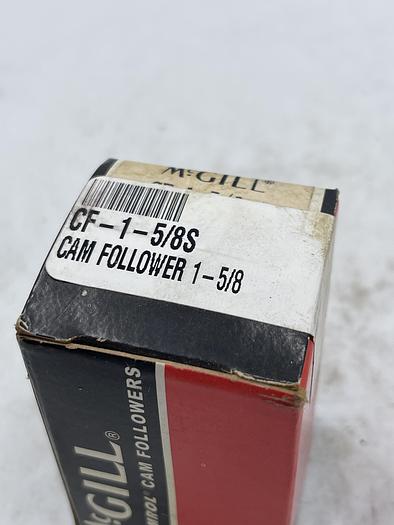 McGILL®
CF-1-5/8S
CAM FOLLOWER 1-5/8
McGILL®
CAM FOLLOWERS